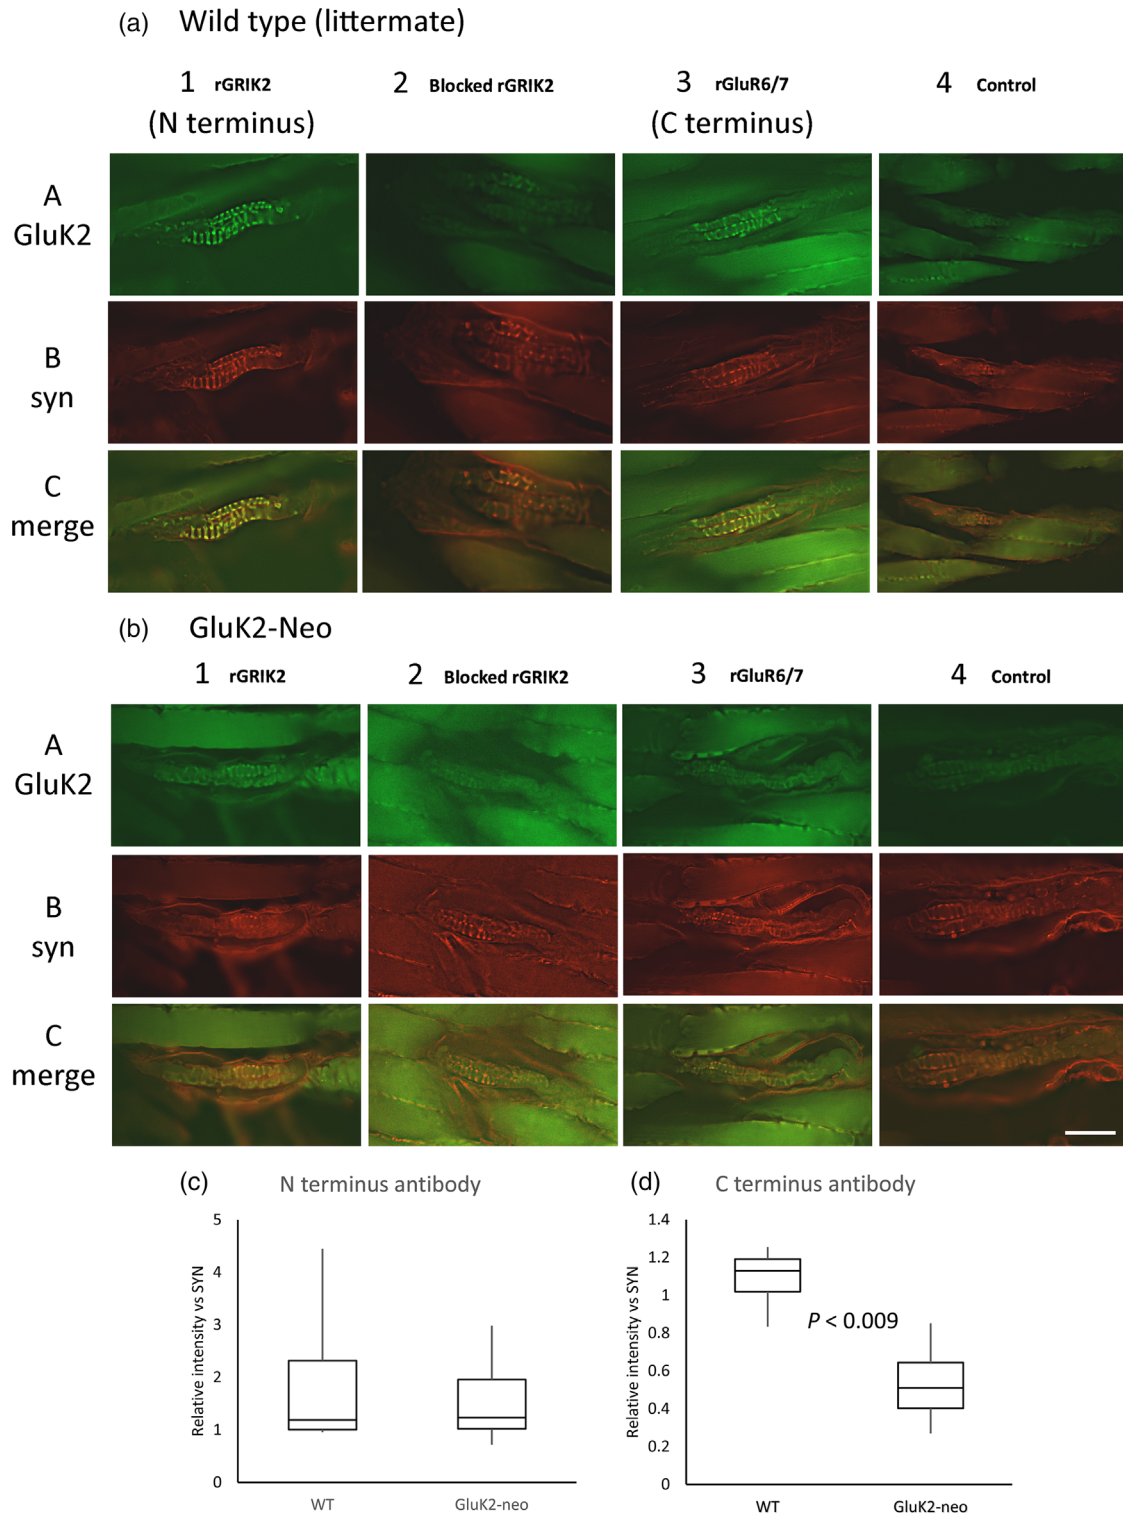 (a) Wild type (littermate)
1 rGRIK2 2 Blocked rGRIK2 3 rGluR6/7 4 Control
(N terminus) (C terminus)
A
GluK2
B
syn
C
merge
(b) GluK2-Neo
1 rGRIK2 2 Blocked rGRIK2 3 rGluR6/7 4 Control
A
GluK2
B
syn
C
merge
(c) N terminus antibody
Relative intensity vs SYN
5
4
3
2
1
0
WT GluK2-neo
(d) C terminus antibody
Relative intensity vs SYN
1.4
1.2
1
0.8
0.6
0.4
0.2
0
P < 0.009
WT GluK2-neo